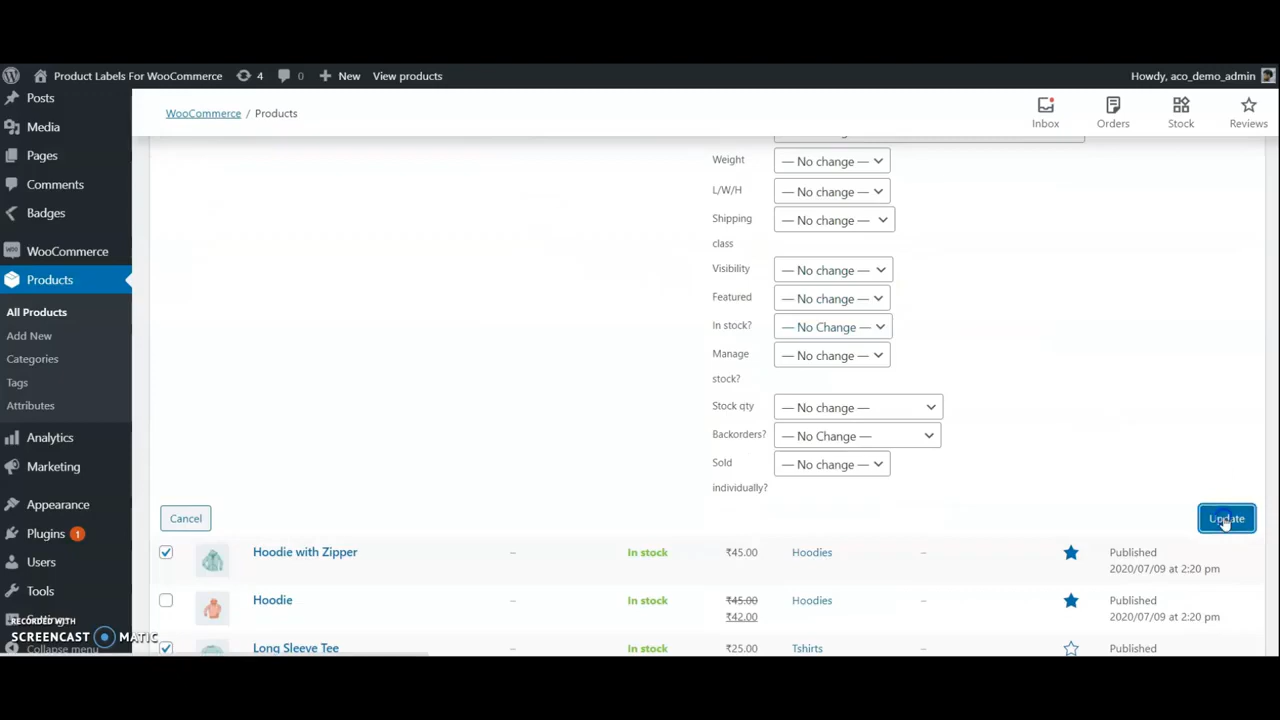 Product Labels For WooCommerce 4 0 New View products Howdy, aco_demo_admin
Posts
Media
Pages
Comments
Badges
WooCommerce
Products
All Products
Add New
Categories
Tags
Attributes
Analytics
Marketing
Appearance
Plugins 1
Users
Tools
Collapse menu
RECORDED WITH
SCREENCAST MATIC
WooCommerce / Products
Inbox Orders Stock Reviews
Weight — No change —
L/W/H — No change —
Shipping class — No change —
Visibility — No change —
Featured — No change —
In stock? — No Change —
Manage stock? — No change —
Stock qty — No change —
Backorders? — No Change —
Sold individually? — No change —
Cancel Update
Hoodie with Zipper – In stock ₹45.00 Hoodies – Published
2020/07/09 at 2:20 pm
Hoodie – In stock ₹45.00 Hoodies – Published
₹42.00 2020/07/09 at 2:20 pm
Long Sleeve Tee – In stock ₹25.00 Tshirts – Published